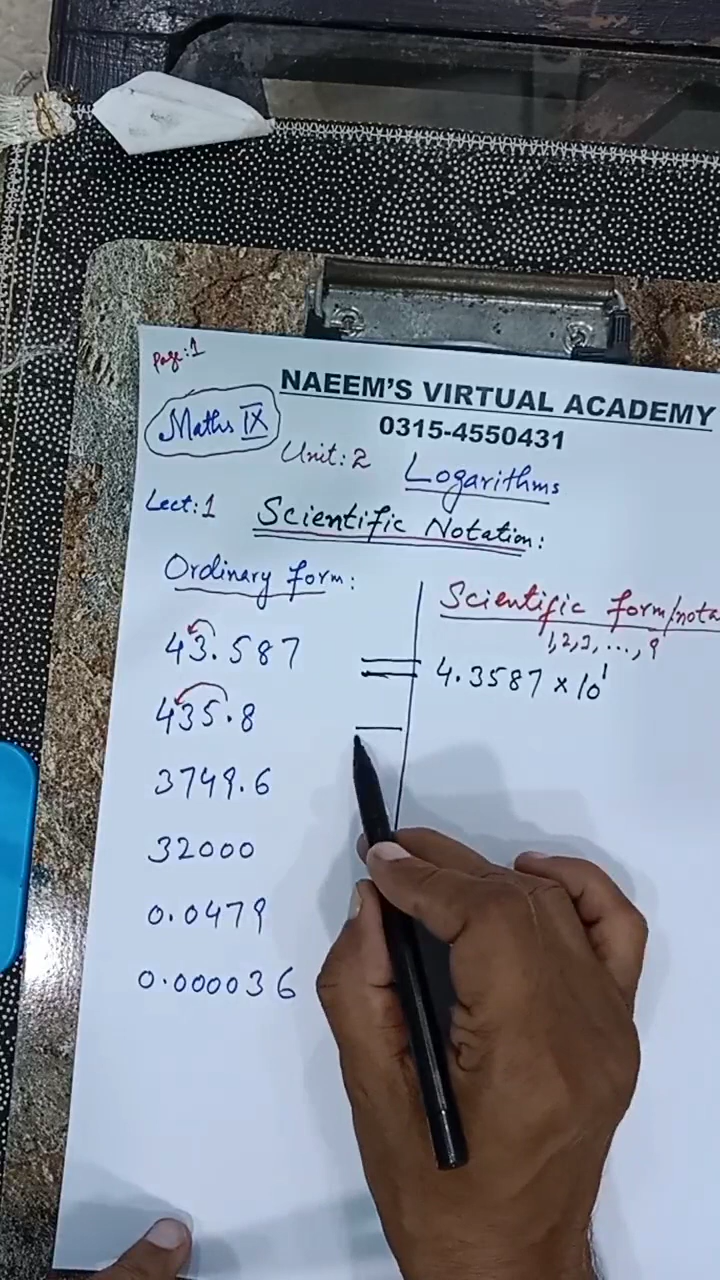 Page:1
NAEEM'S VIRTUAL ACADEMY
Maths IX
0315-4550431
Unit:2 Logarithms
Lect:1 Scientific Notation:
Ordinary form:
Scientific form/nota
1,2,3,...,9
43.587 = 4.3587 × 10¹
435.8
3749.6
32000
0.0479
0.000036